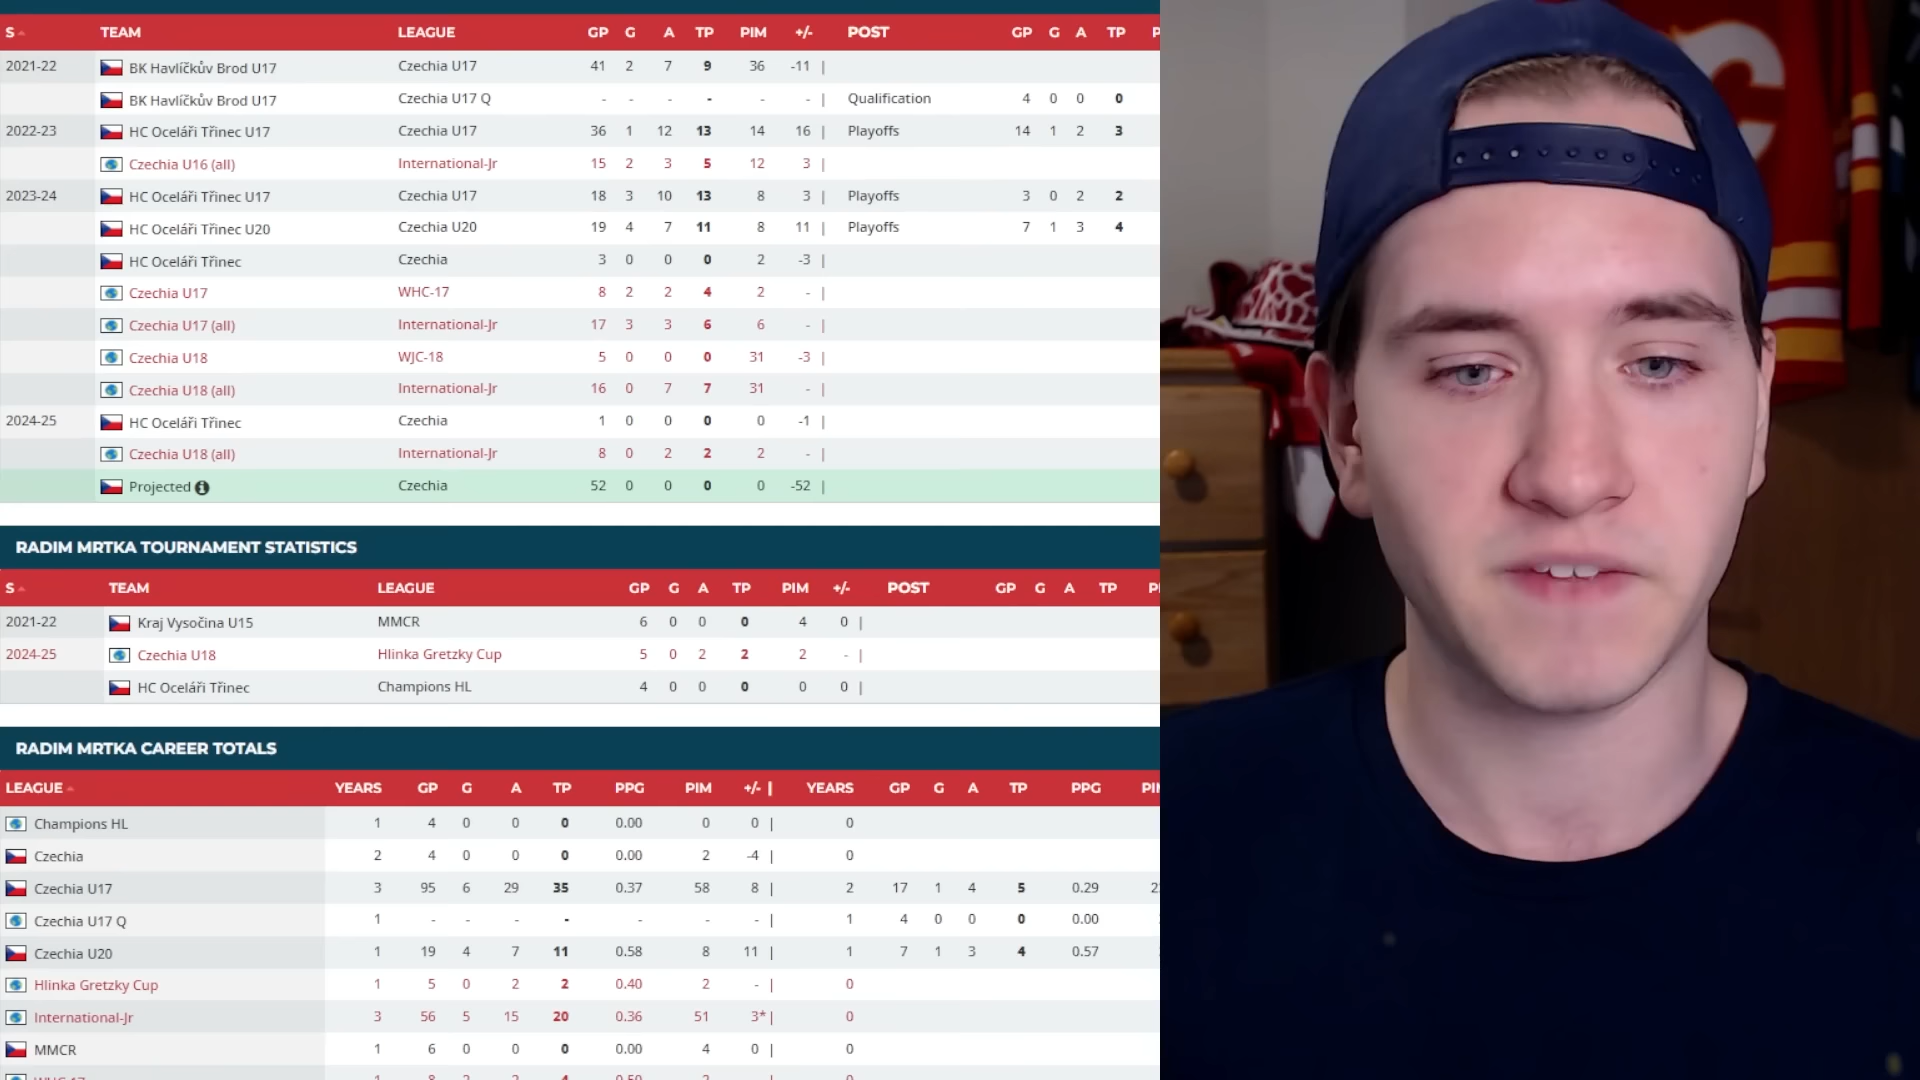 S TEAM LEAGUE GP G A TP PIM +/- POST GP G A TP P
2021-22 BK Havlíčkův Brod U17 Czechia U17 41 2 7 9 36 -11 |
BK Havlíčkův Brod U17 Czechia U17 Q - - - - - - | Qualification 4 0 0 0
2022-23 HC Oceláři Třinec U17 Czechia U17 36 1 12 13 14 16 | Playoffs 14 1 2 3
Czechia U16 (all) International-Jr 15 2 3 5 12 3 |
2023-24 HC Oceláři Třinec U17 Czechia U17 18 3 10 13 8 3 | Playoffs 3 0 2 2
HC Oceláři Třinec U20 Czechia U20 19 4 7 11 8 11 | Playoffs 7 1 3 4
HC Oceláři Třinec Czechia 3 0 0 0 2 -3 |
Czechia U17 WHC-17 8 2 2 4 2 - |
Czechia U17 (all) International-Jr 17 3 3 6 6 - |
Czechia U18 WJC-18 5 0 0 0 31 -3 |
Czechia U18 (all) International-Jr 16 0 7 7 31 - |
2024-25 HC Oceláři Třinec Czechia 1 0 0 0 0 -1 |
Czechia U18 (all) International-Jr 8 0 2 2 2 - |
Projected Czechia 52 0 0 0 0 -52 |
RADIM MRTKA TOURNAMENT STATISTICS
S TEAM LEAGUE GP G A TP PIM +/- POST GP G A TP PI
2021-22 Kraj Vysočina U15 MMCR 6 0 0 0 4 0 |
2024-25 Czechia U18 Hlinka Gretzky Cup 5 0 2 2 2 - |
HC Oceláři Třinec Champions HL 4 0 0 0 0 0 |
RADIM MRTKA CAREER TOTALS
LEAGUE YEARS GP G A TP PPG PIM +/- | YEARS GP G A TP PPG PI
Champions HL 1 4 0 0 0 0.00 0 0 | 0
Czechia 2 4 0 0 0 0.00 2 -4 | 0
Czechia U17 3 95 6 29 35 0.37 58 8 | 2 17 1 4 5 0.29 2
Czechia U17 Q 1 - - - - - - - | 1 4 0 0 0 0.00
Czechia U20 1 19 4 7 11 0.58 8 11 | 1 7 1 3 4 0.57
Hlinka Gretzky Cup 1 5 0 2 2 0.40 2 - | 0
International-Jr 3 56 5 15 20 0.36 51 3* | 0
MMCR 1 6 0 0 0 0.00 4 0 | 0